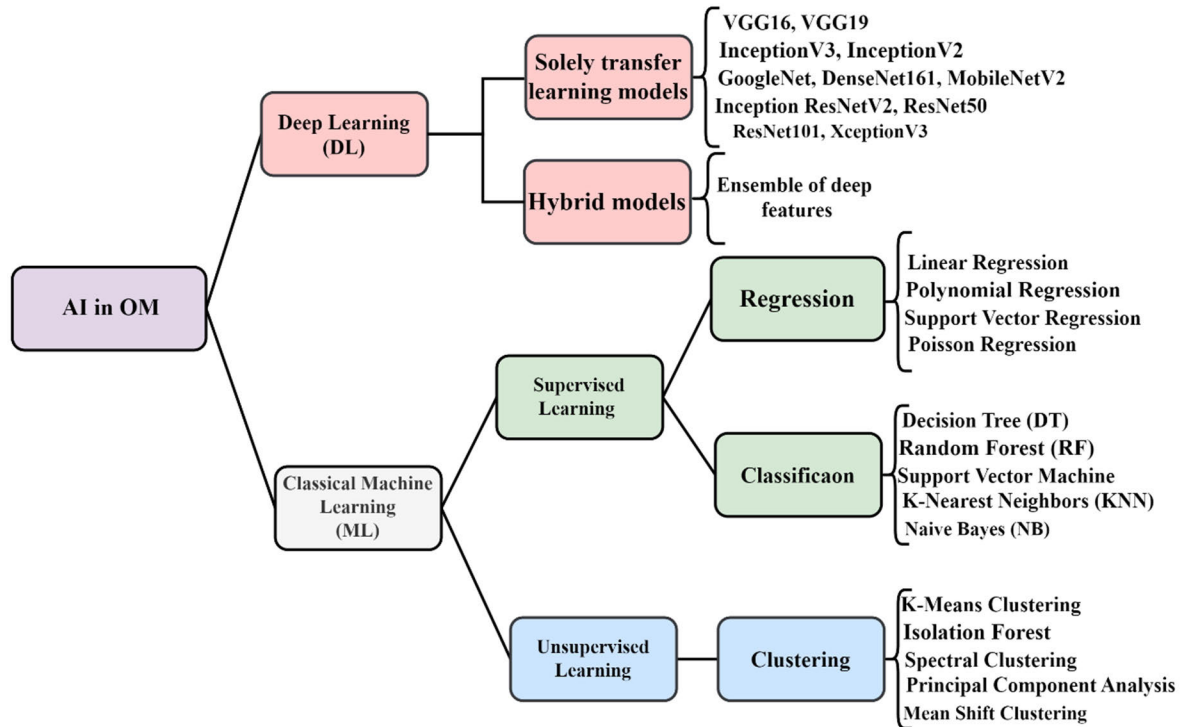 VGG16, VGG19
InceptionV3, InceptionV2
GoogleNet, DenseNet161, MobileNetV2
Inception ResNetV2, ResNet50
ResNet101, XceptionV3
Solely transfer
learning models
Deep Learning
(DL)
Hybrid models
Ensemble of deep
features
AI in OM
Regression
Linear Regression
Polynomial Regression
Support Vector Regression
Poisson Regression
Supervised
Learning
Classificaon
Decision Tree (DT)
Random Forest (RF)
Support Vector Machine
K-Nearest Neighbors (KNN)
Naive Bayes (NB)
Classical Machine
Learning
(ML)
Unsupervised
Learning
Clustering
K-Means Clustering
Isolation Forest
Spectral Clustering
Principal Component Analysis
Mean Shift Clustering